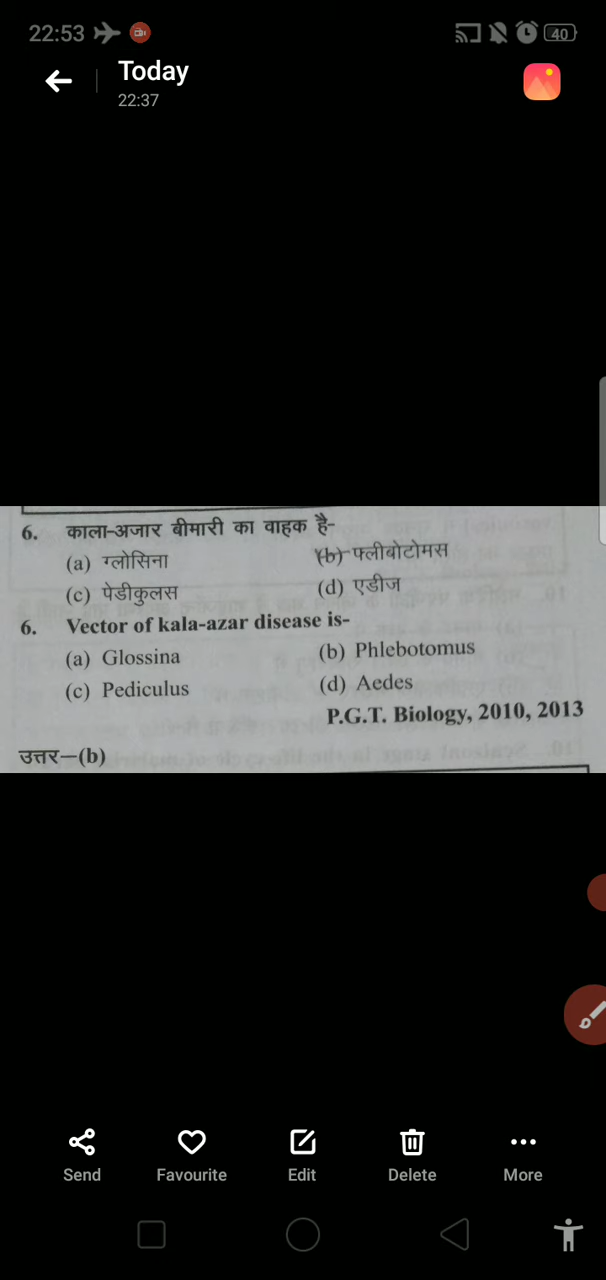 22:53
40
Today
22:37
6. काला-अजार बीमारी का वाहक है-
(a) ग्लोसिना (b) फ्लीबोटोमस
(c) पेडीकुलस (d) एडीज
6. Vector of kala-azar disease is-
(a) Glossina (b) Phlebotomus
(c) Pediculus (d) Aedes
P.G.T. Biology, 2010, 2013
उत्तर–(b)
Send Favourite Edit Delete More